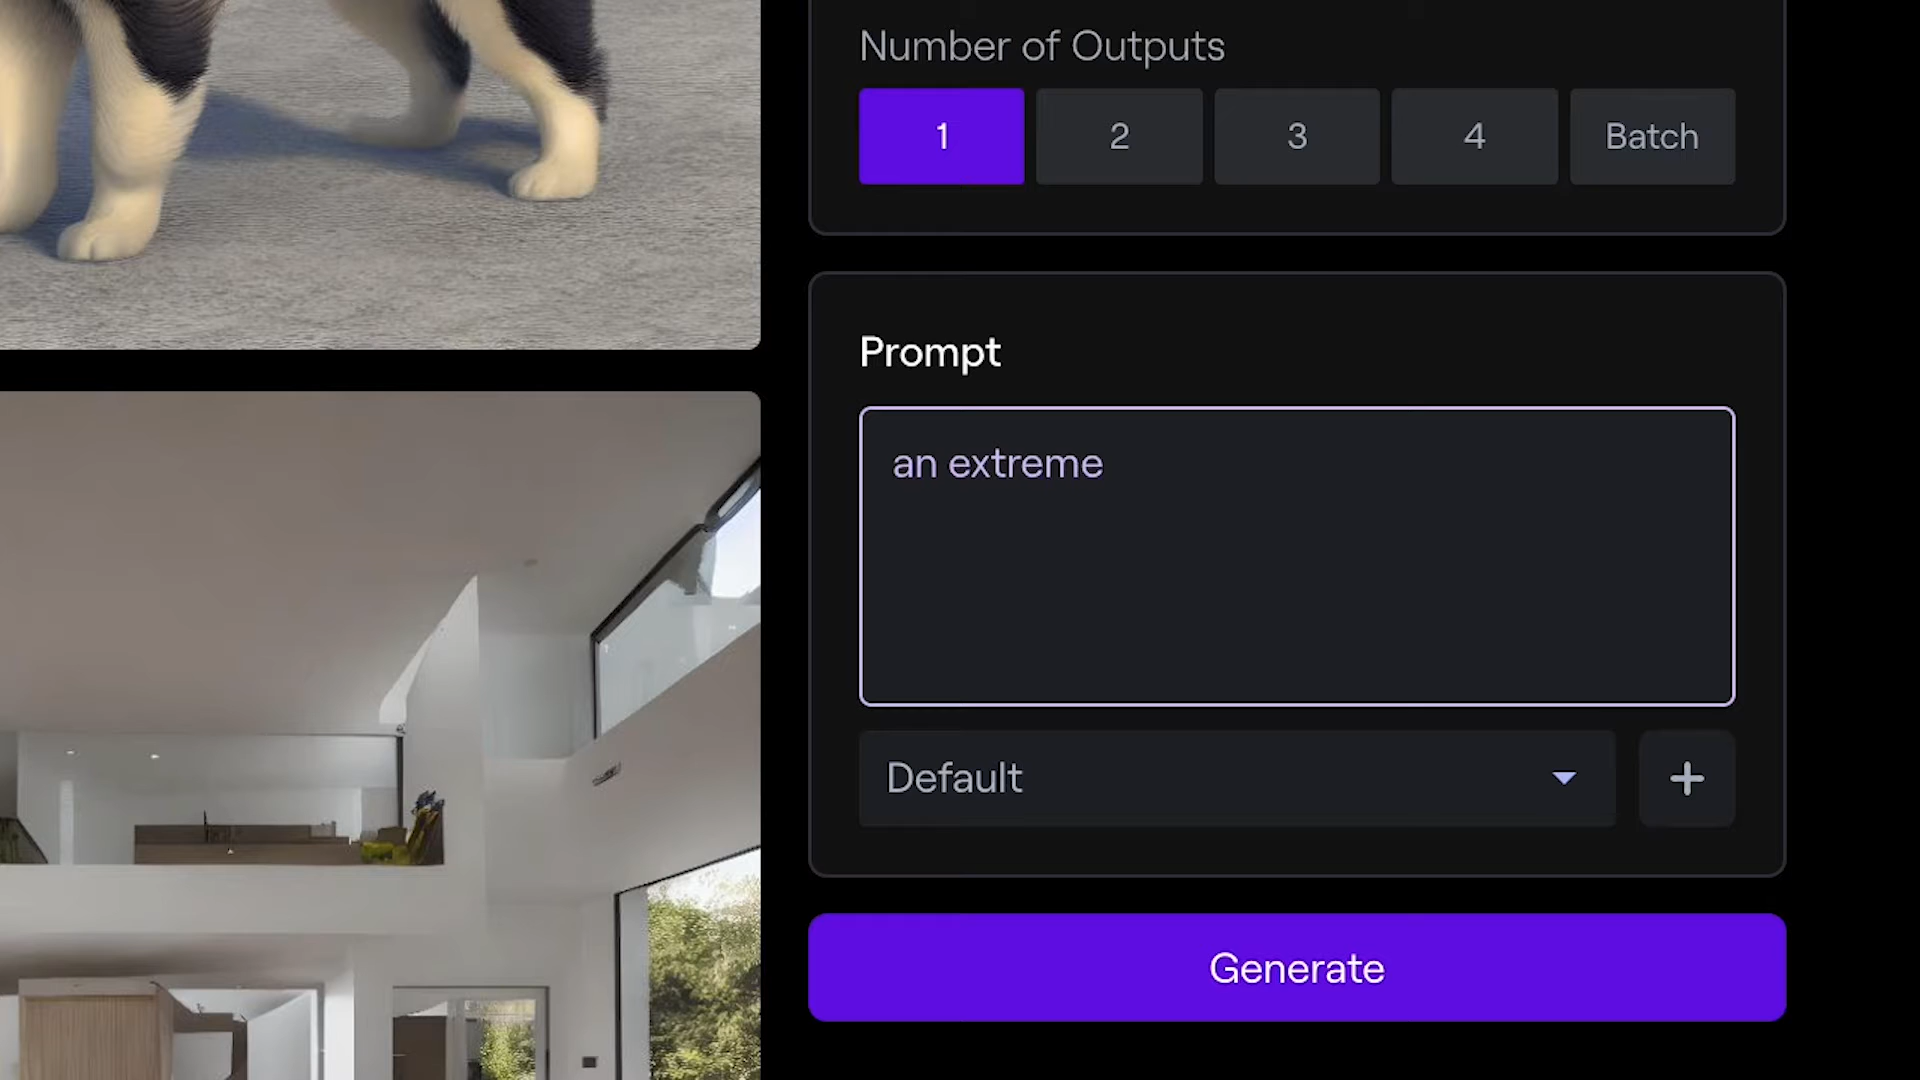 Number of Outputs
1 2 3 4 Batch
Prompt
an extreme
Default
Generate